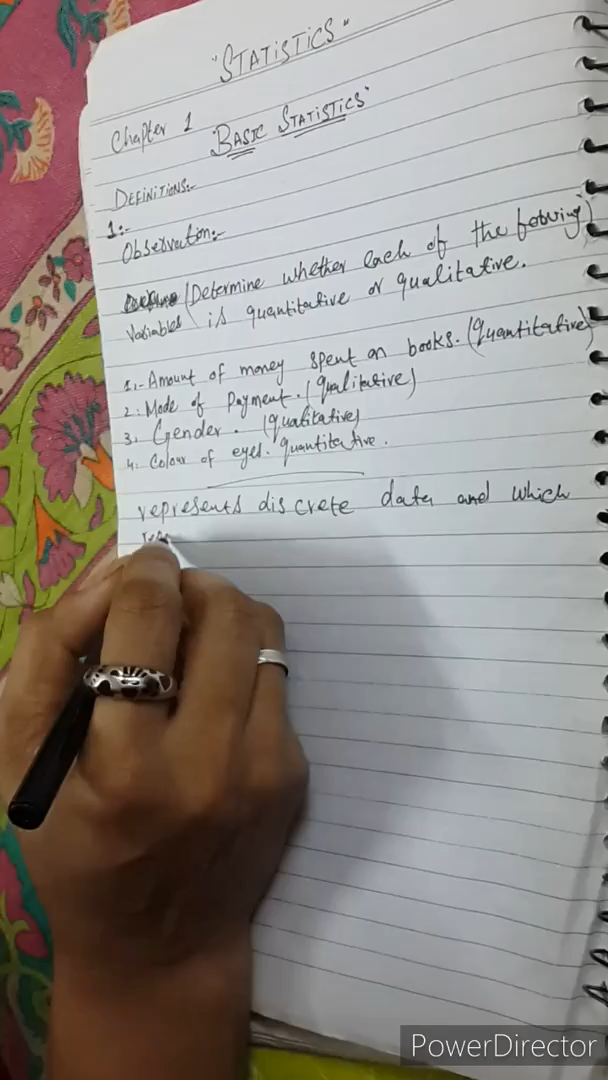 "STATISTICS"
Chapter 1
"BASIC STATISTICS"
DEFINITIONS:-
1:-
Observation:-
(Determine whether each of the following)
Variables is quantitative or qualitative.
1.- Amount of money spent on books. (Quantitative)
2: Mode of Payment. (Qualitative)
3. Gender. (qualitative)
4. Colour of eyes. quantitative.
represents discrete data and which
PowerDirector